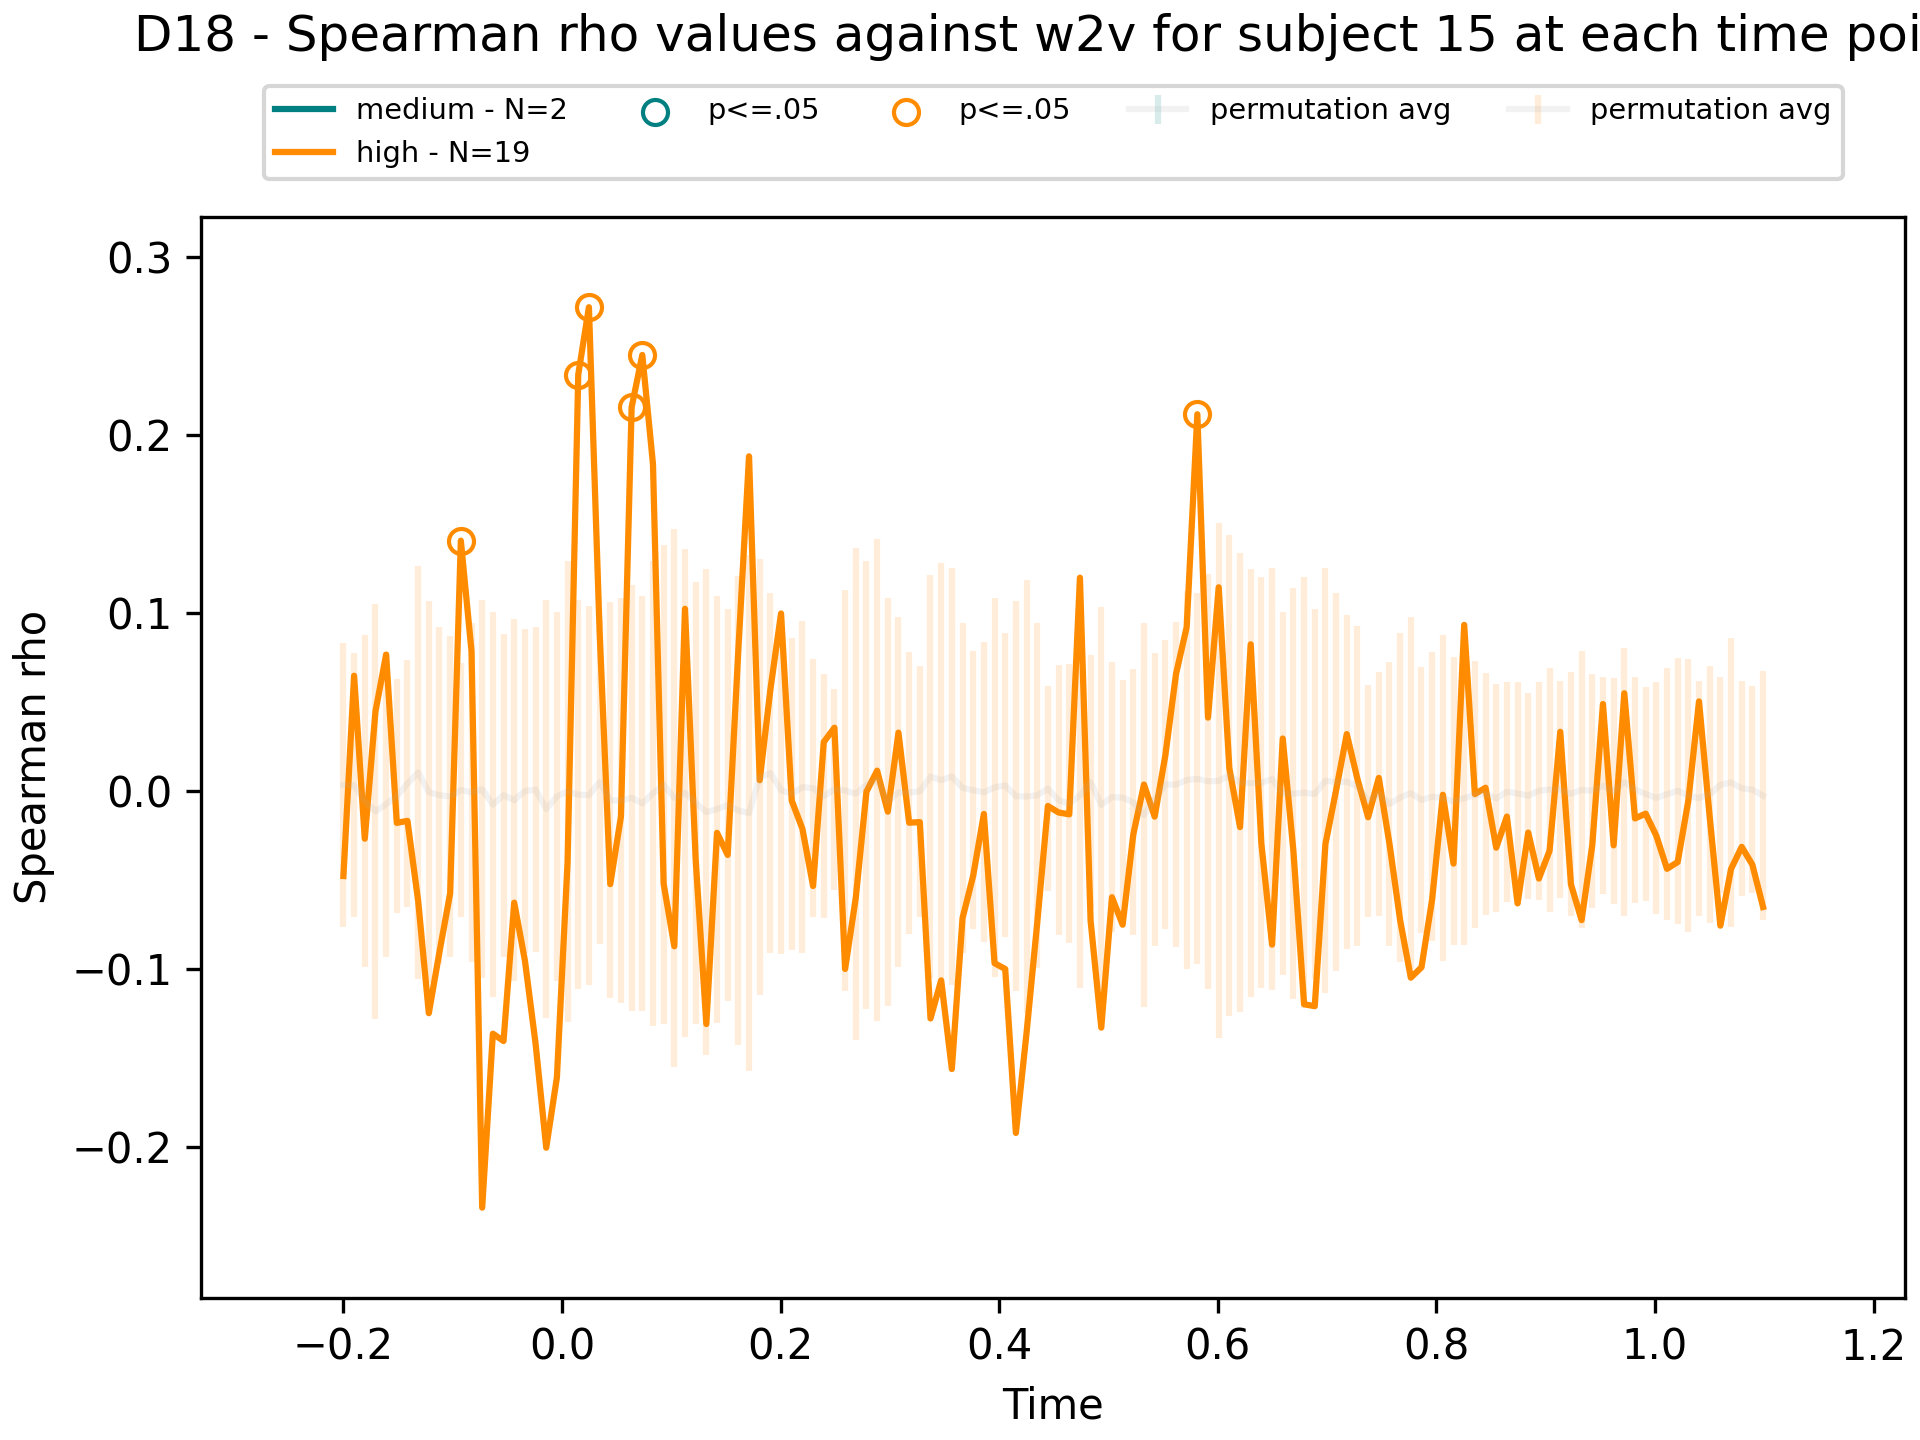 D18 - Spearman rho values against w2v for subject 15 at each time poi
medium - N=2
high - N=19
p<=.05
p<=.05
permutation avg
permutation avg
Spearman rho
0.3
0.2
0.1
0.0
−0.1
−0.2
−0.2
0.0
0.2
0.4
0.6
0.8
1.0
1.2
Time